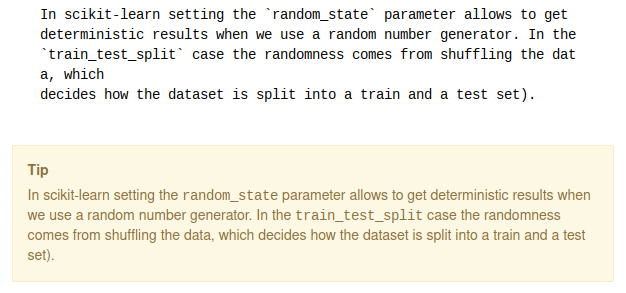 In scikit-learn setting the `random_state` parameter allows to get
deterministic results when we use a random number generator. In the
`train_test_split` case the randomness comes from shuffling the dat
a, which
decides how the dataset is split into a train and a test set).
Tip
In scikit-learn setting the random_state parameter allows to get deterministic results when
we use a random number generator. In the train_test_split case the randomness
comes from shuffling the data, which decides how the dataset is split into a train and a test
set).